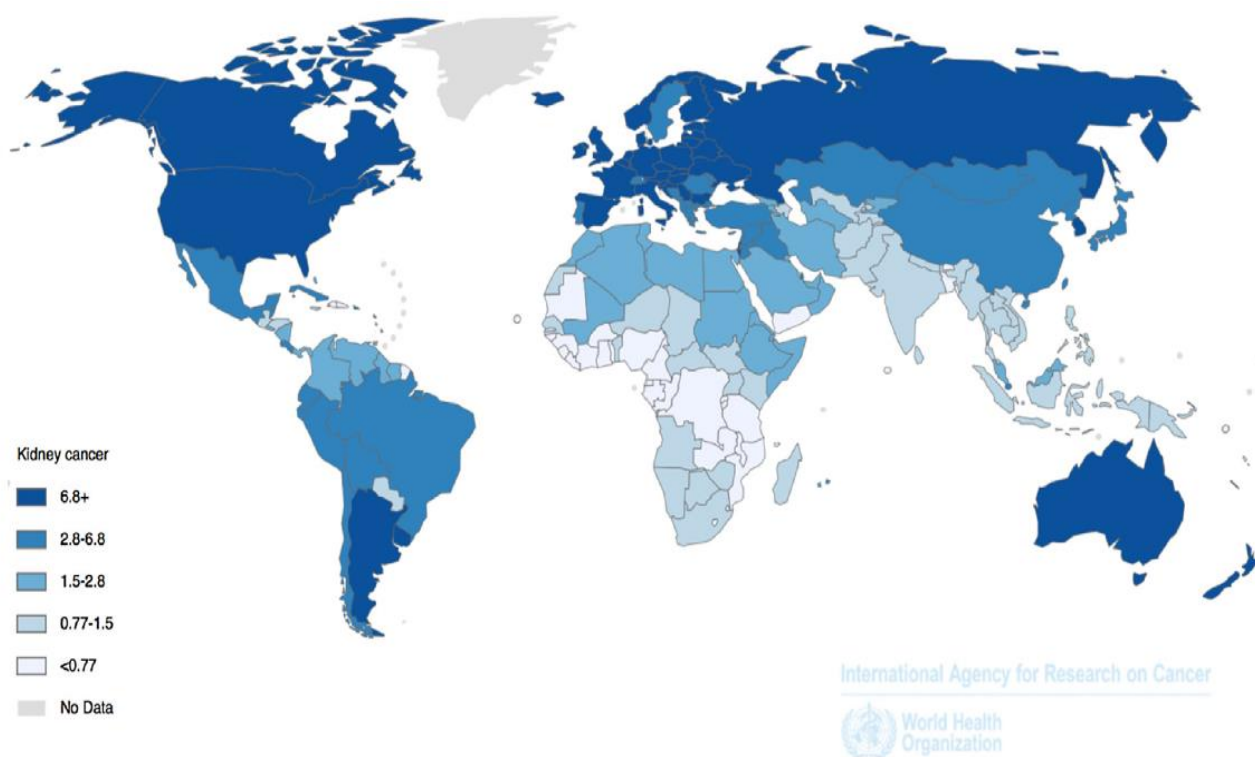 Kidney cancer
6.8+
2.8-6.8
1.5-2.8
0.77-1.5
<0.77
No Data
International Agency for Research on Cancer
World Health
Organization